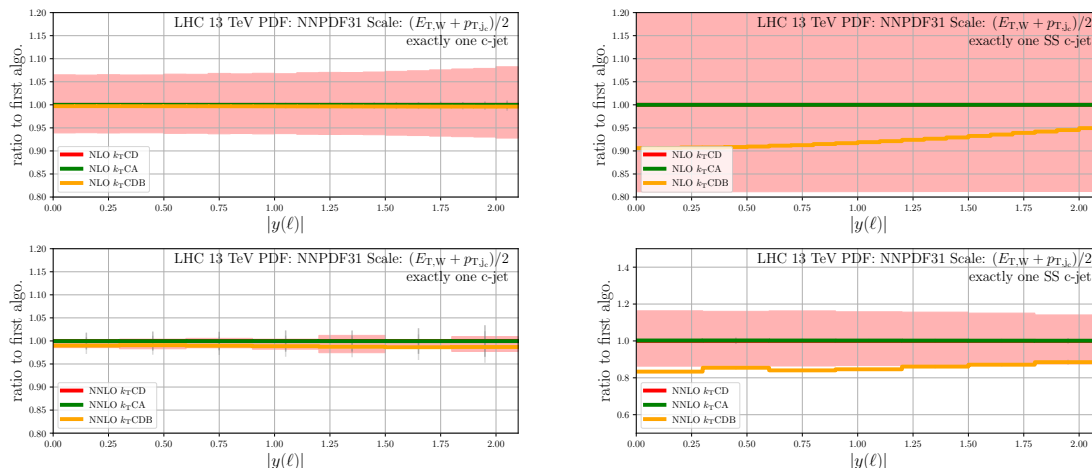 LHC 13 TeV PDF: NNPDF31 Scale: (E_T,W + p_T,j_c)/2
exactly one c-jet
ratio to first algo.
1.20
1.15
1.10
1.05
1.00
0.95
0.90
0.85
0.80
NLO k_TCD
NLO k_TCA
NLO k_TCDB
0.00 0.25 0.50 0.75 1.00 1.25 1.50 1.75 2.00
|y(ℓ)|
LHC 13 TeV PDF: NNPDF31 Scale: (E_T,W + p_T,j_c)/2
exactly one SS c-jet
ratio to first algo.
1.20
1.15
1.10
1.05
1.00
0.95
0.90
0.85
0.80
NLO k_TCD
NLO k_TCA
NLO k_TCDB
0.00 0.25 0.50 0.75 1.00 1.25 1.50 1.75 2.00
|y(ℓ)|
LHC 13 TeV PDF: NNPDF31 Scale: (E_T,W + p_T,j_c)/2
exactly one c-jet
ratio to first algo.
1.20
1.15
1.10
1.05
1.00
0.95
0.90
0.85
0.80
NNLO k_TCD
NNLO k_TCA
NNLO k_TCDB
0.00 0.25 0.50 0.75 1.00 1.25 1.50 1.75 2.00
|y(ℓ)|
LHC 13 TeV PDF: NNPDF31 Scale: (E_T,W + p_T,j_c)/2
exactly one SS c-jet
ratio to first algo.
1.4
1.2
1.0
0.8
0.6
NNLO k_TCD
NNLO k_TCA
NNLO k_TCDB
0.00 0.25 0.50 0.75 1.00 1.25 1.50 1.75 2.00
|y(ℓ)|